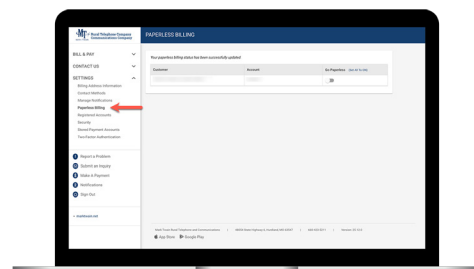 Rural Telephone Company
Communications Company
PAPERLESS BILLING
BILL & PAY
CONTACT US
SETTINGS
Billing Address Information
Contact Methods
Manage Notifications
Paperless Billing
Registered Accounts
Security
Stored Payment Accounts
Two-Factor Authentication
Report a Problem
Submit an Inquiry
Make A Payment
Notifications
Sign Out
Your paperless billing status has been successfully updated
Customer Account Go Paperless
App Store Google Play